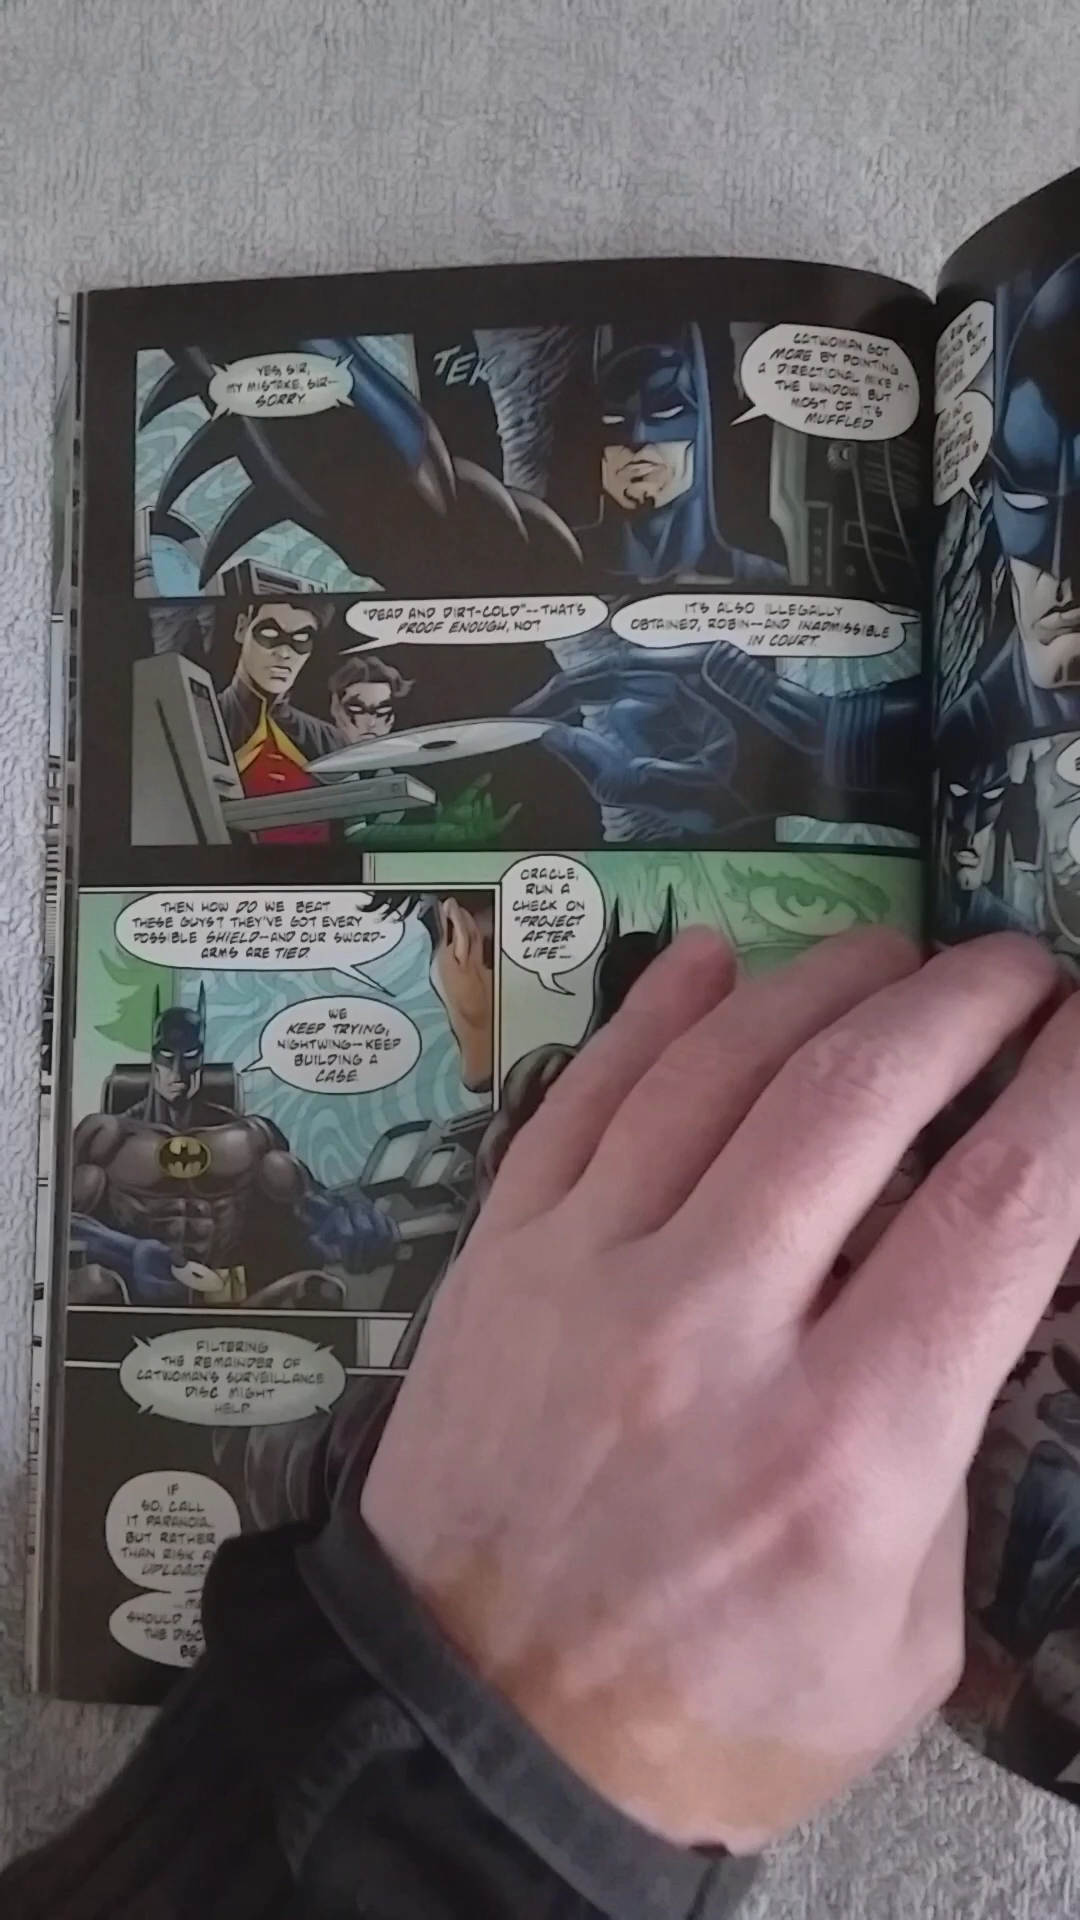 YES, SIR,
MY MISTAKE, SIR--
SORRY.
TEK
CATWOMAN GOT
MORE BY POINTING
A DIRECTIONAL MIKE AT
THE WINDOW, BUT
MOST OF IT'S
MUFFLED.
"DEAD AND DIRT-COLD"--THAT'S
PROOF ENOUGH, NO?
IT'S ALSO ILLEGALLY
OBTAINED, ROBIN--AND INADMISSIBLE
IN COURT.
THEN HOW DO WE BEAT
THESE GUYS? THEY'VE GOT EVERY
POSSIBLE SHIELD--AND OUR SWORD-
ARMS ARE TIED.
WE
KEEP TRYING,
NIGHTWING--KEEP
BUILDING A
CASE.
ORACLE,
RUN A
CHECK ON
"PROJECT
AFTER-
LIFE"...
FILTERING
THE REMAINDER OF
CATWOMAN'S SURVEILLANCE
DISC MIGHT
HELP.
IF
SO, CALL
IT PARANOIA...
BUT RATHER
THAN RISK
UPLOAD
SHOULD
THE DISC